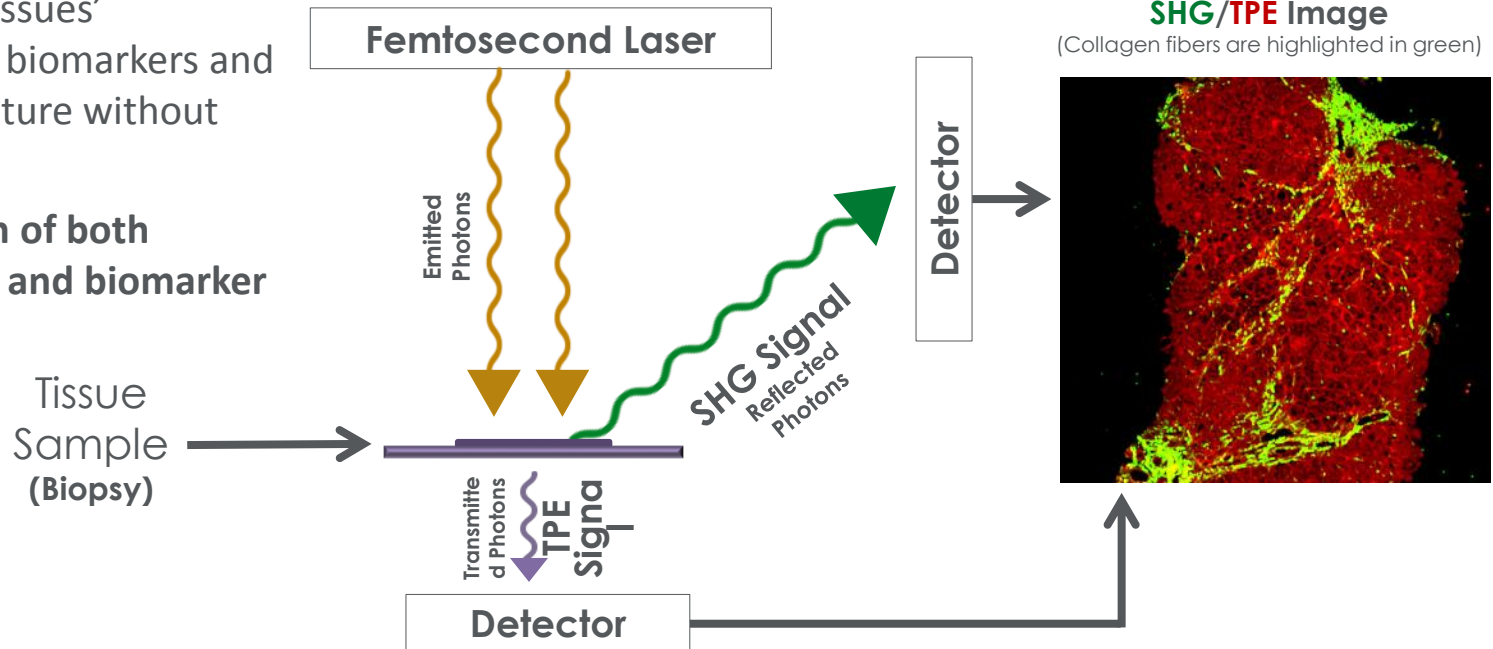 ssues'
biomarkers and
ture without
n of both
and biomarker
Tissue
Sample
(Biopsy)
Femtosecond Laser
Emitted
Photons
SHG Signal
Reflected
Photons
Transmitte
d Photons
TPE
Signa
l
Detector
Detector
SHG/TPE Image
(Collagen fibers are highlighted in green)